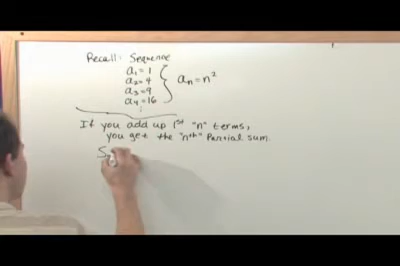 Recall: Sequence
a₁ = 1
a₂ = 4
a₃ = 9
a₄ = 16
aₙ = n²
If you add up 1st "n" terms,
you get the "nth" Partial sum.
S